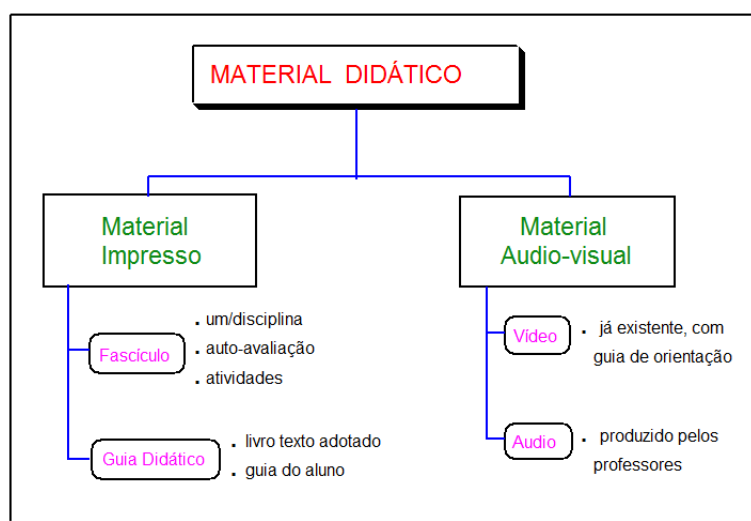 MATERIAL DIDÁTICO
Material
Impresso
Fascículo
. um/disciplina
. auto-avaliação
. atividades
Guia Didático
. livro texto adotado
. guia do aluno
Material
Audio-visual
Vídeo
. já existente, com
guia de orientação
Audio
. produzido pelos
professores